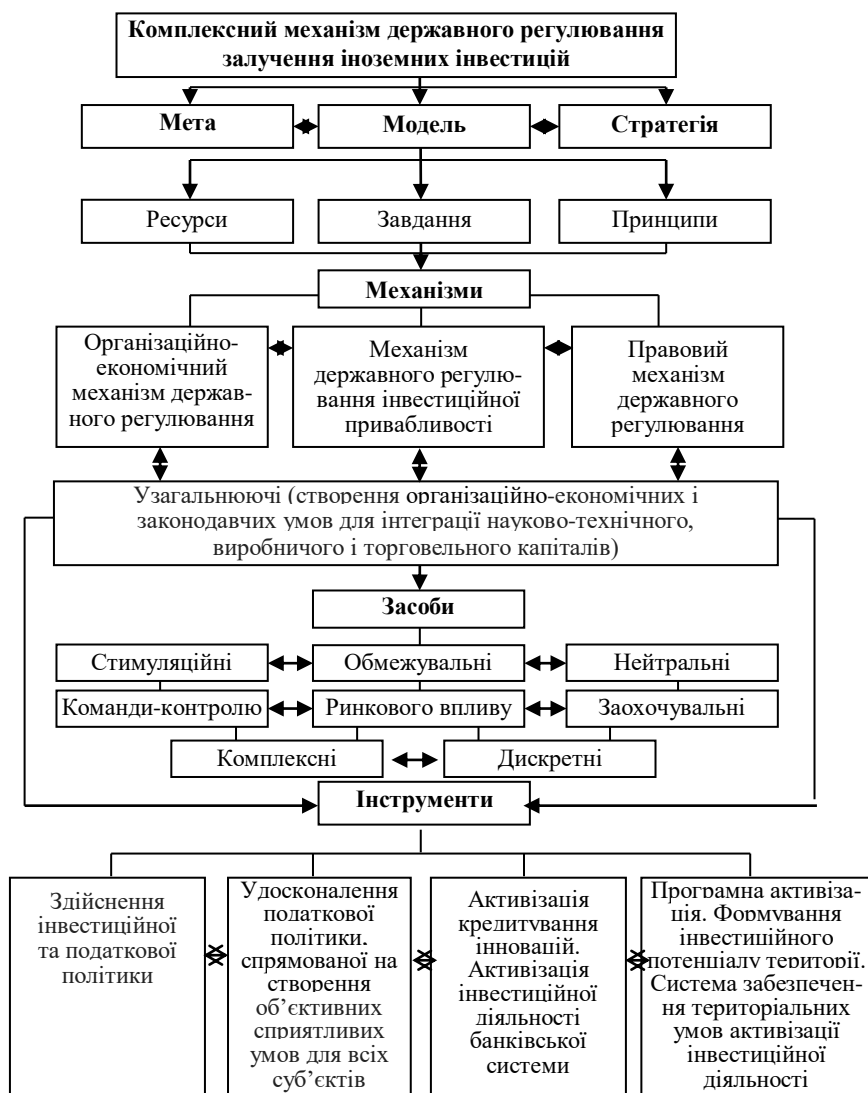 Комплексний механізм державного регулювання
залучення іноземних інвестицій
Мета
Модель
Стратегія
Ресурси
Завдання
Принципи
Механізми
Організаційно-
економічний
механізм держав-
ного регулювання
Механізм
державного регулю-
вання інвестиційної
привабливості
Правовий
механізм
державного
регулювання
Узагальнюючі (створення організаційно-економічних і
законодавчих умов для інтеграції науково-технічного,
виробничого і торговельного капіталів)
Засоби
Стимуляційні
Обмежувальні
Нейтральні
Команди-контролю
Ринкового впливу
Заохочувальні
Комплексні
Дискретні
Інструменти
Здійснення
інвестиційної
та податкової
політики
Удосконалення
податкової
політики,
спрямованої на
створення
об’єктивних
сприятливих
умов для всіх
суб’єктів
Активізація
кредитування
інновацій.
Активізація
інвестиційної
діяльності
банківської
системи
Програмна активіза-
ція. Формування
інвестиційного
потенціалу території.
Система забезпечен-
ня територіальних
умов активізації
інвестиційної
діяльності